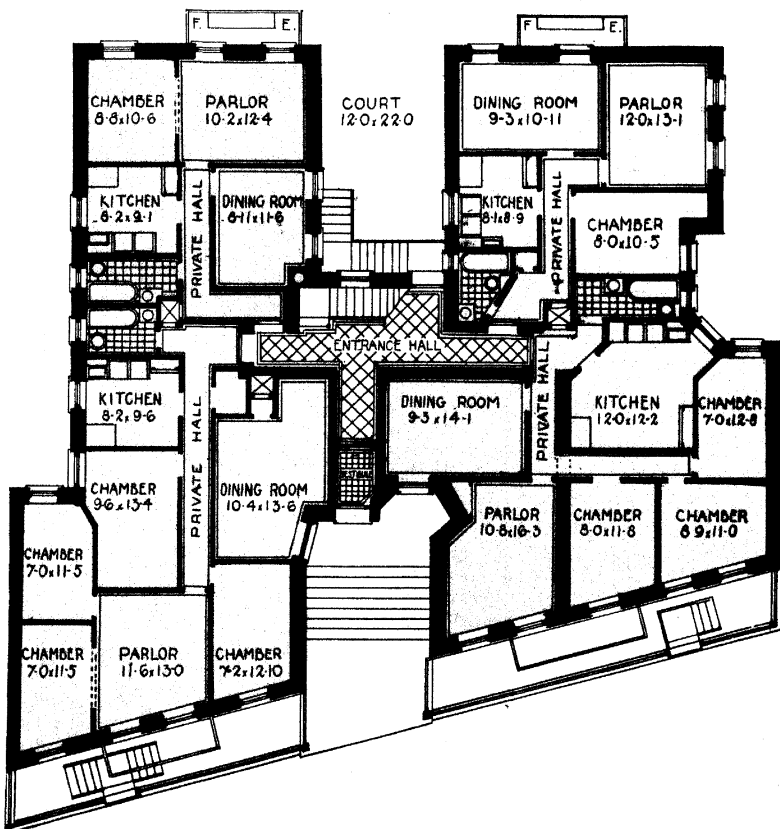 F. E.
F. E.
CHAMBER
8-8x10-6
PARLOR
10-2x12-4
COURT
12-0x22-0
DINING ROOM
9-3x10-11
PARLOR
12-0x13-1
KITCHEN
8-2x9-1
DINING ROOM
8-11x11-6
PRIVATE HALL
KITCHEN
8-1x8-9
PRIVATE HALL
CHAMBER
8-0x10-5
ENTRANCE HALL
KITCHEN
8-2x9-6
PRIVATE HALL
DINING ROOM
9-3x14-1
PRIVATE HALL
KITCHEN
12-0x12-2
CHAMBER
7-0x12-8
CHAMBER
9-6x13-4
DINING ROOM
10-4x13-6
PARLOR
10-8x16-3
CHAMBER
8-0x11-8
CHAMBER
8-9x11-0
CHAMBER
7-0x11-5
CHAMBER
7-0x11-5
PARLOR
11-6x13-0
CHAMBER
7-2x12-10